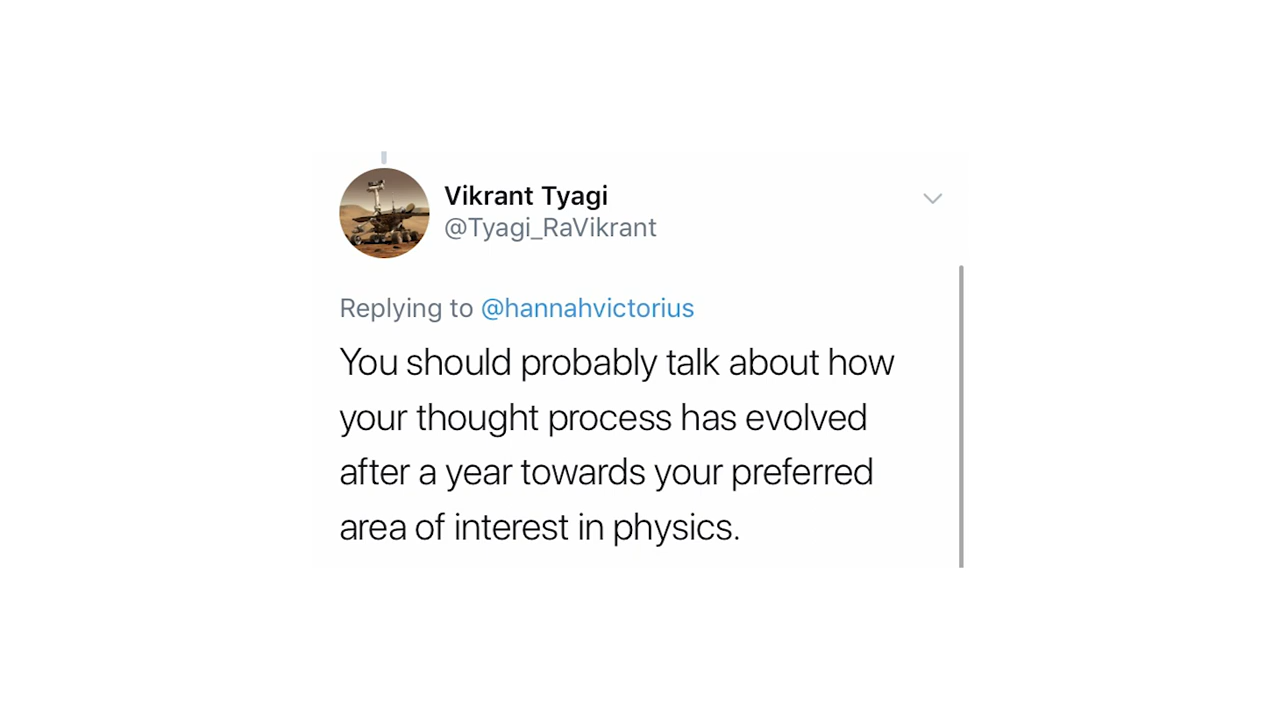 Vikrant Tyagi
@Tyagi_RaVikrant
Replying to @hannahvictorius
You should probably talk about how
your thought process has evolved
after a year towards your preferred
area of interest in physics.